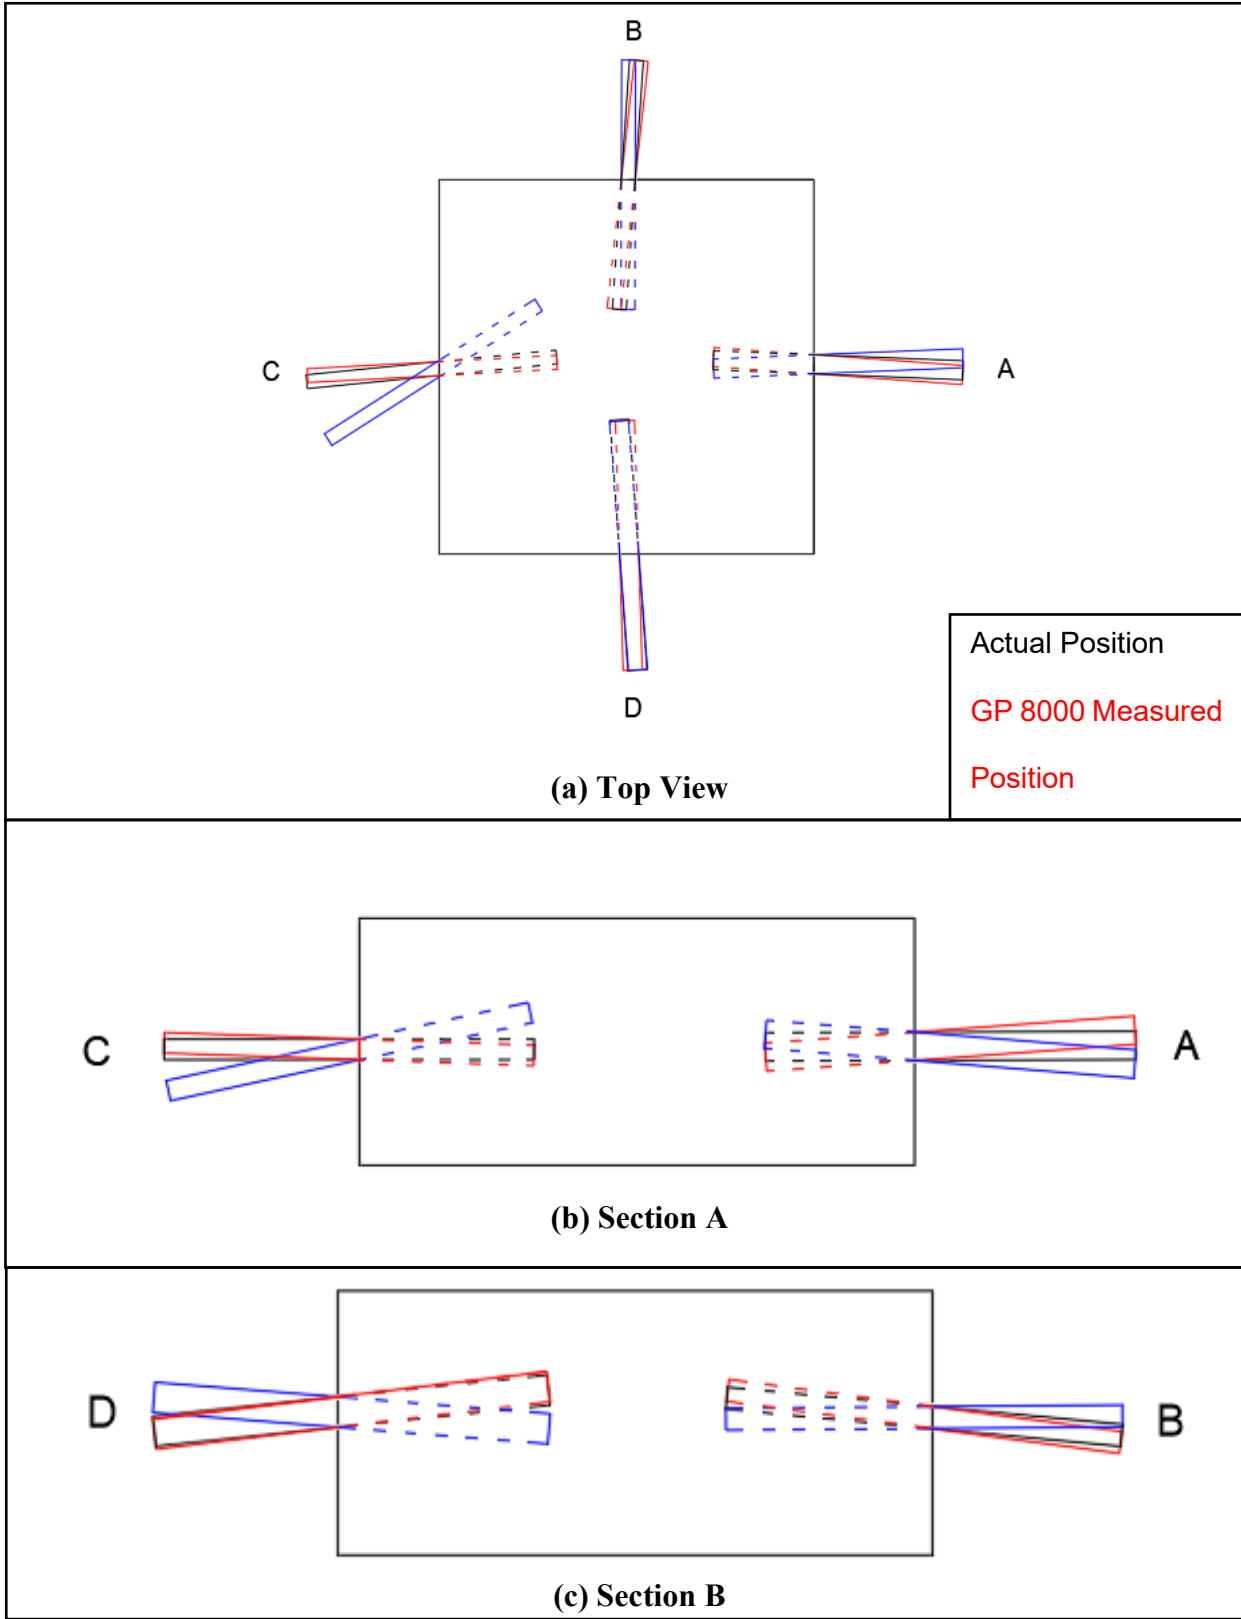 B
C
A
D
Actual Position
GP 8000 Measured
Position
(a) Top View
C
A
(b) Section A
D
B
(c) Section B